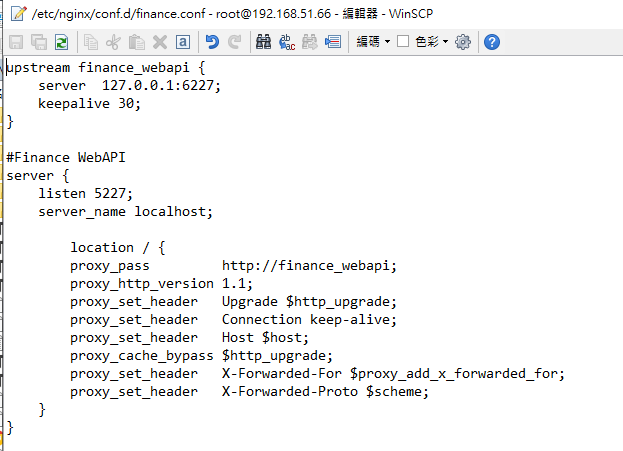 /etc/nginx/conf.d/finance.conf - root@192.168.51.66 - 編輯器 - WinSCP
編碼 色彩
upstream finance_webapi {
    server  127.0.0.1:6227;
    keepalive 30;
}

#Finance WebAPI
server {
    listen 5227;
    server_name localhost;

        location / {
        proxy_pass         http://finance_webapi;
        proxy_http_version 1.1;
        proxy_set_header   Upgrade $http_upgrade;
        proxy_set_header   Connection keep-alive;
        proxy_set_header   Host $host;
        proxy_cache_bypass $http_upgrade;
        proxy_set_header   X-Forwarded-For $proxy_add_x_forwarded_for;
        proxy_set_header   X-Forwarded-Proto $scheme;
    }
}